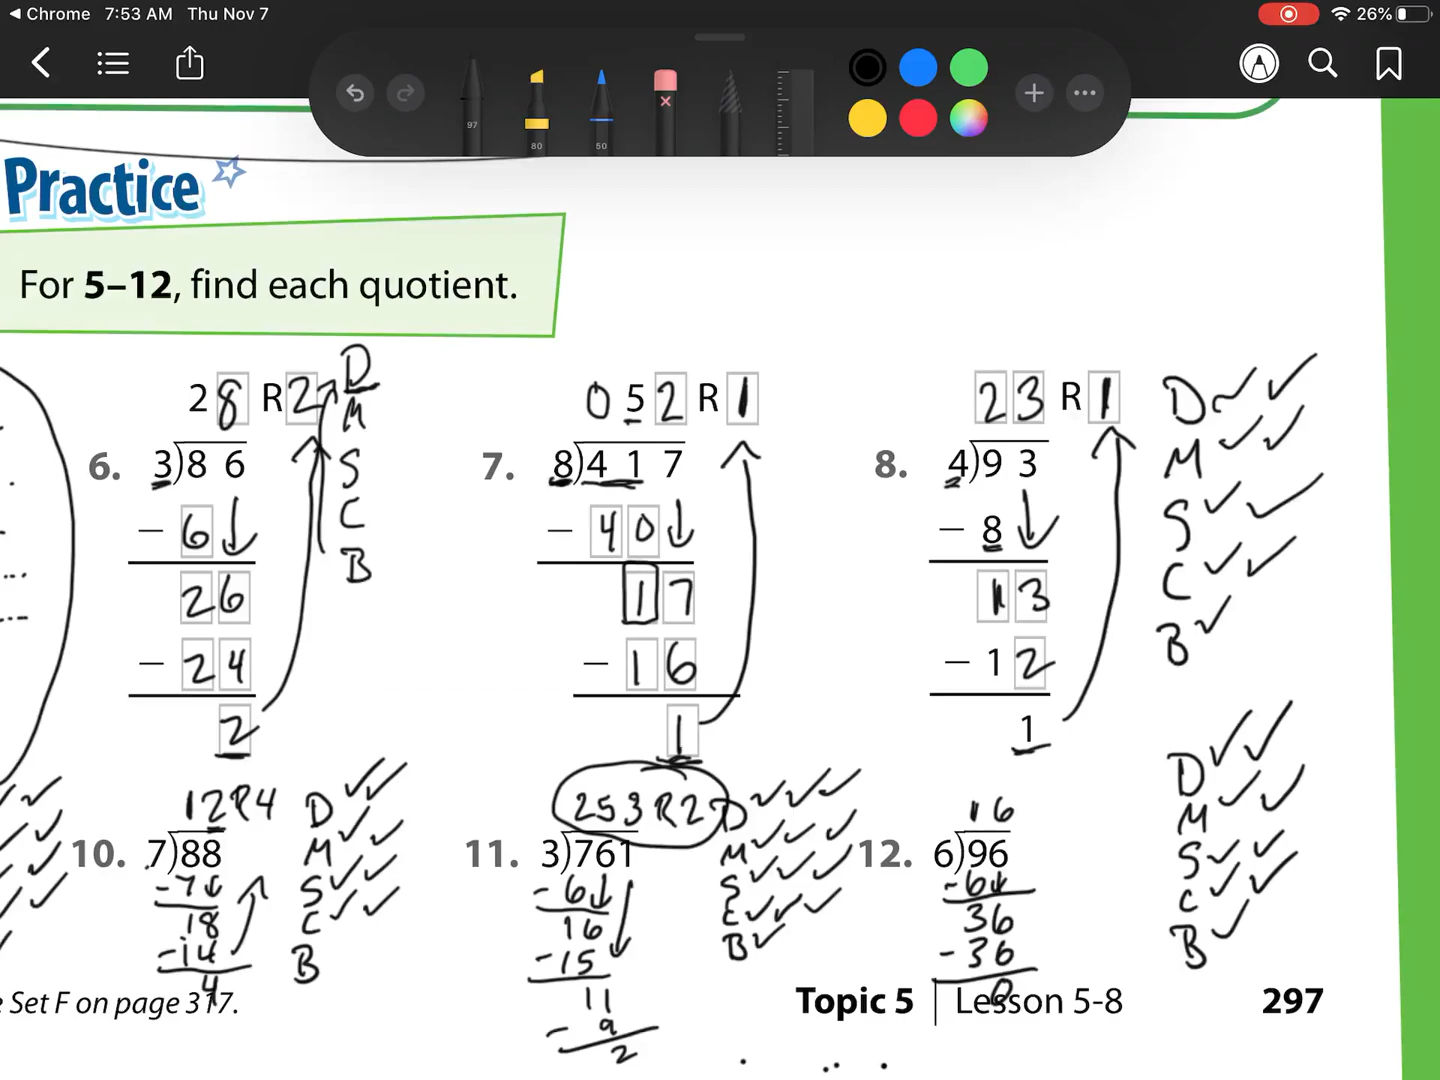 Chrome 7:53 AM Thu Nov 7 26%
97 80 50
Practice
For 5–12, find each quotient.
6.
28 R2
3)86
− 6
26
− 24
2
D
M
S
C
B
7.
052 R1
8)417
− 40
17
− 16
1
8.
23 R1
4)93
− 8
13
− 12
1
D
M
S
C
B
10.
12R4
7)88
-7
18
-14
4
D
M
S
C
B
11.
253R2
3)761
-6
16
-15
11
- 9
2
D
M
S
C
B
12.
16
6)96
-6
36
-36
0
D
M
S
C
B
Set F on page 317.
Topic 5 | Lesson 5-8 297